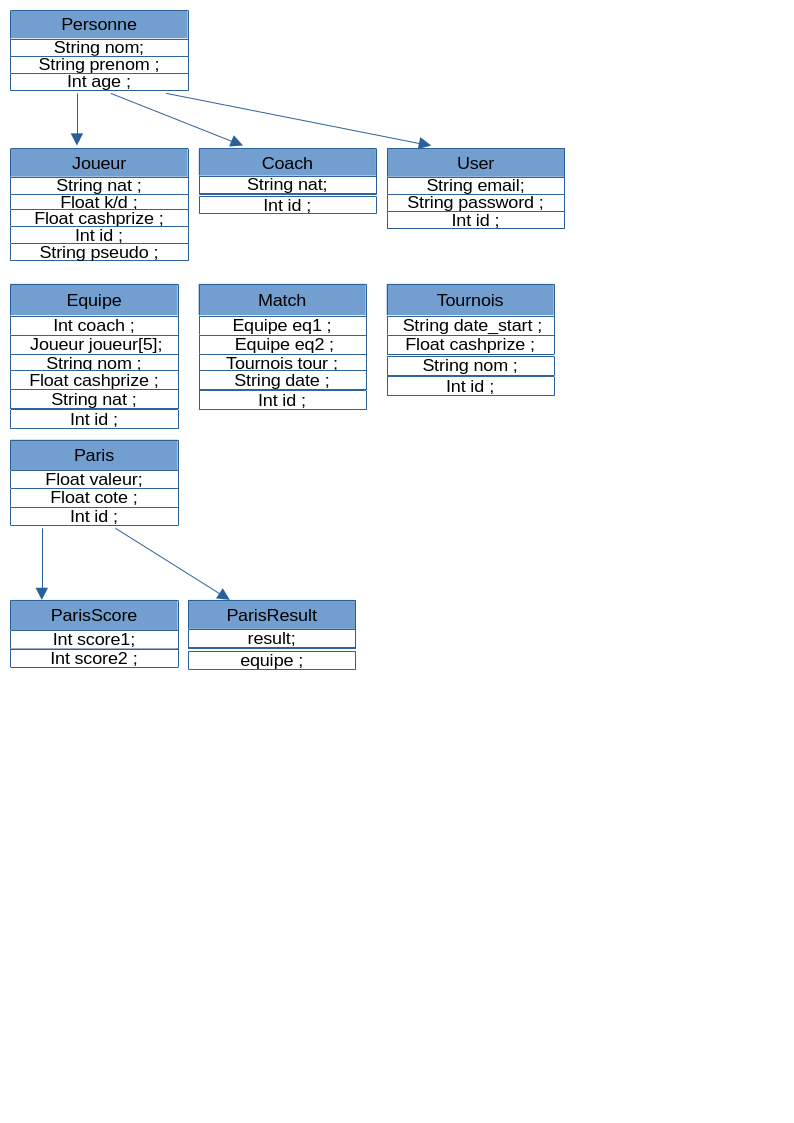 Personne
String nom;
String prenom ;
Int age ;
Joueur
String nat ;
Float k/d ;
Float cashprize ;
Int id ;
String pseudo ;
Coach
String nat;
Int id ;
User
String email;
String password ;
Int id ;
Equipe
Int coach ;
Joueur joueur[5];
String nom ;
Float cashprize ;
String nat ;
Int id ;
Match
Equipe eq1 ;
Equipe eq2 ;
Tournois tour ;
String date ;
Int id ;
Tournois
String date_start ;
Float cashprize ;
String nom ;
Int id ;
Paris
Float valeur;
Float cote ;
Int id ;
ParisScore
Int score1;
Int score2 ;
ParisResult
result;
equipe ;